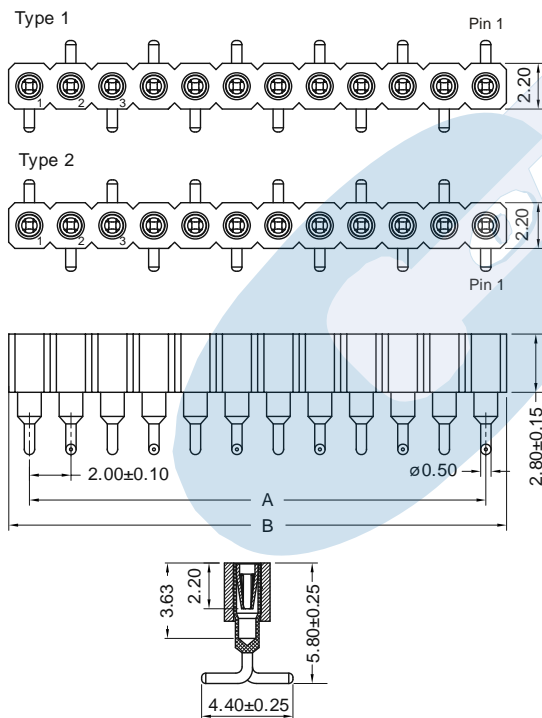 Type 1
Pin 1
1 2 3
2.20
Type 2
1 2 3
2.20
Pin 1
2.80±0.15
2.00±0.10
ø0.50
A
B
3.63
2.20
5.80±0.25
4.40±0.25